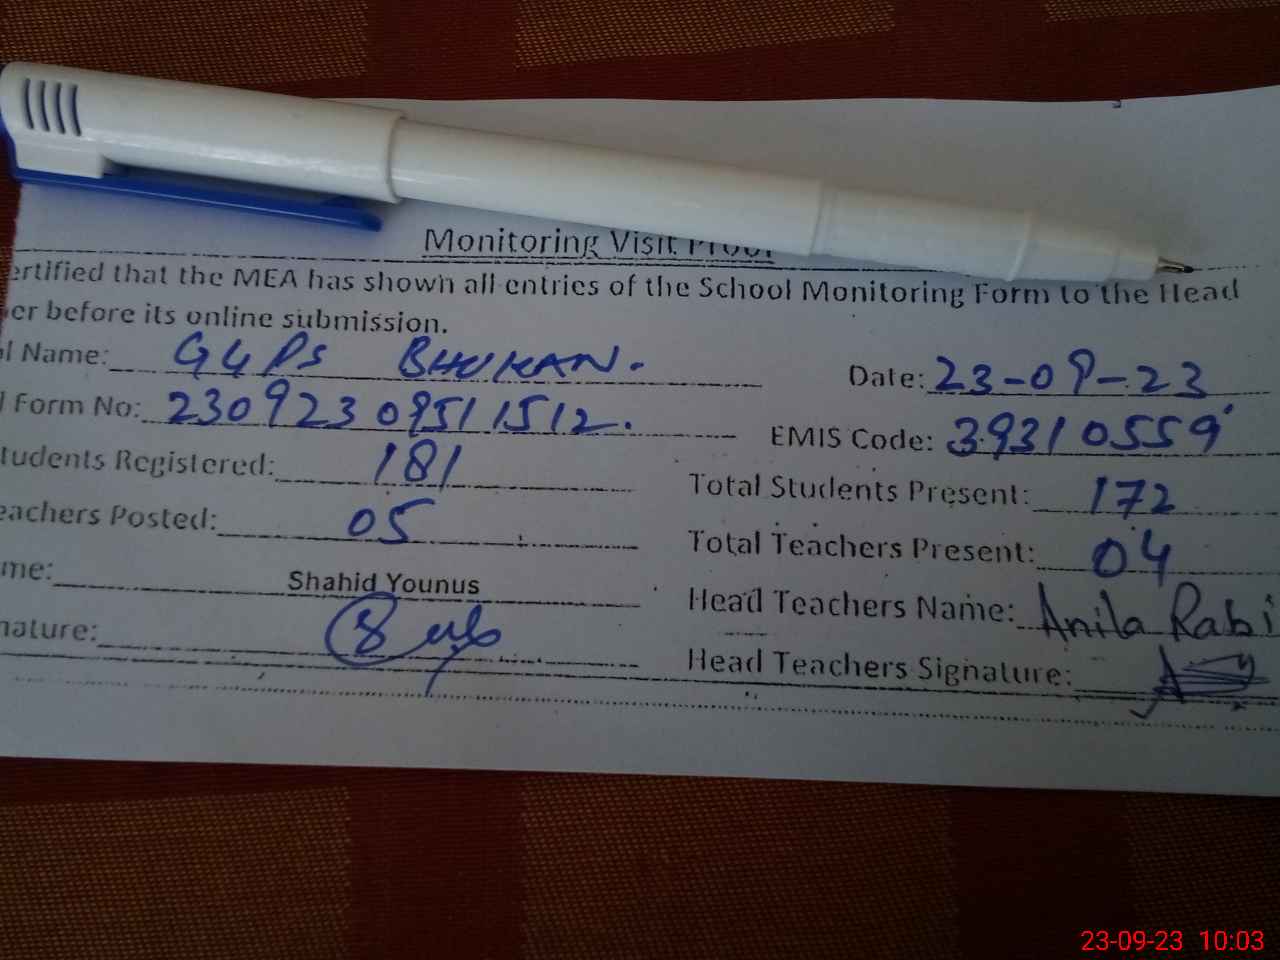 Monitoring Visit Proof
ertified that the MEA has shown all entries of the School Monitoring Form to the Head
er before its online submission.
l Name: G4PS BHUKAN. Date: 23-09-23
l Form No: 230923 09511512. EMIS Code: 39310559
tudents Registered: 181 Total Students Present: 172
eachers Posted: 05 Total Teachers Present: 04
me: Shahid Younus Head Teachers Name: Anila Rabi
nature: Head Teachers Signature:
23-09-23 10:03